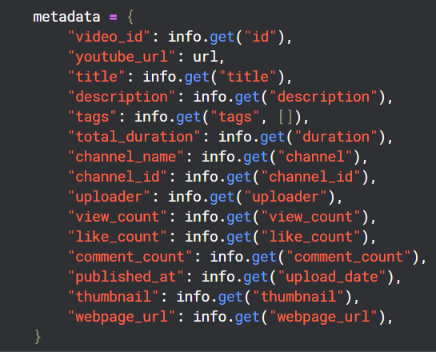 metadata = {
    "video_id": info.get("id"),
    "youtube_url": url,
    "title": info.get("title"),
    "description": info.get("description"),
    "tags": info.get("tags", []),
    "total_duration": info.get("duration"),
    "channel_name": info.get("channel"),
    "channel_id": info.get("channel_id"),
    "uploader": info.get("uploader"),
    "view_count": info.get("view_count"),
    "like_count": info.get("like_count"),
    "comment_count": info.get("comment_count"),
    "published_at": info.get("upload_date"),
    "thumbnail": info.get("thumbnail"),
    "webpage_url": info.get("webpage_url"),
}